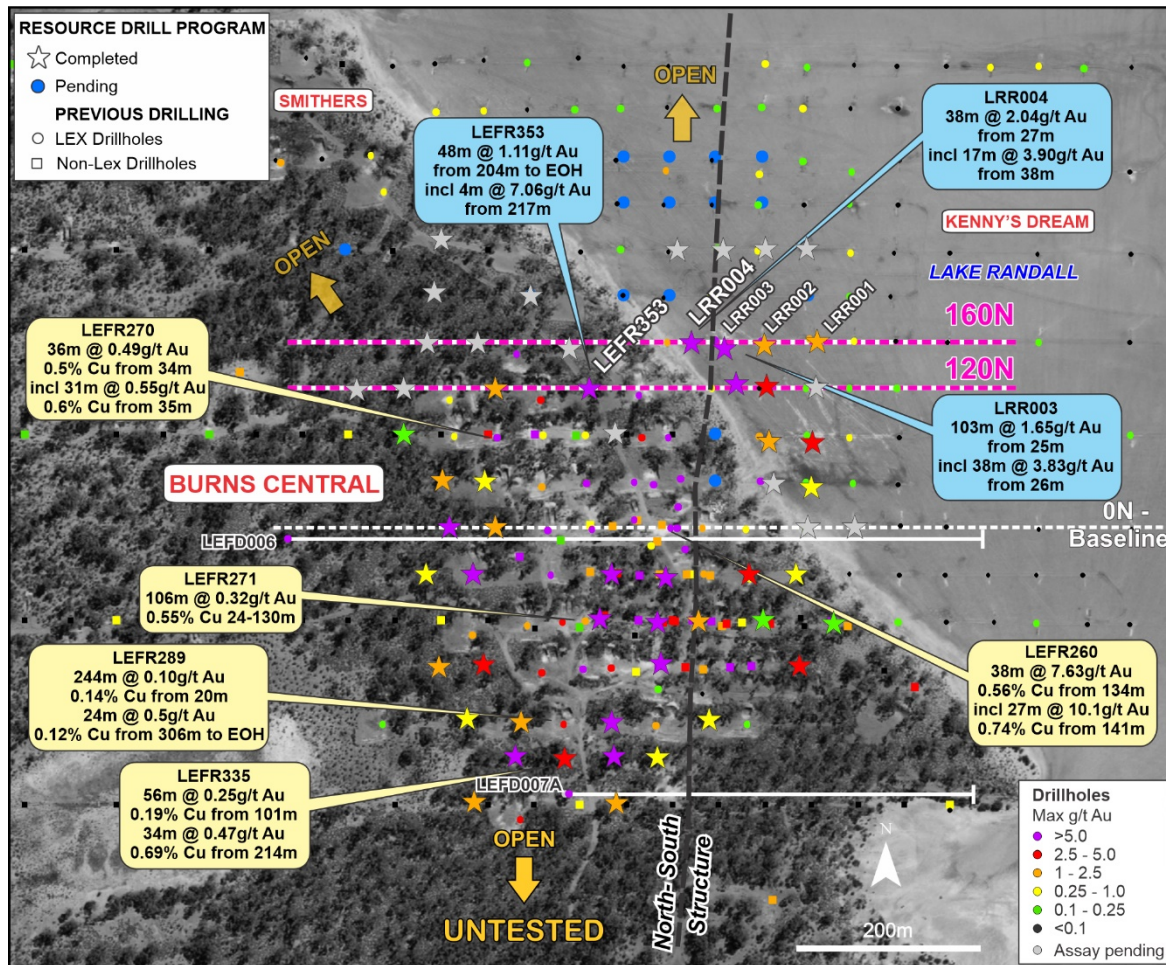 RESOURCE DRILL PROGRAM
Completed
Pending
PREVIOUS DRILLING
LEX Drillholes
Non-Lex Drillholes
SMITHERS
OPEN
LEFR353
48m @ 1.11g/t Au
from 204m to EOH
incl 4m @ 7.06g/t Au
from 217m
LRR004
38m @ 2.04g/t Au
from 27m
incl 17m @ 3.90g/t Au
from 38m
KENNY'S DREAM
LAKE RANDALL
OPEN
LEFR353
LRR004
LRR003
LRR002
LRR001
160N
120N
LEFR270
36m @ 0.49g/t Au
0.5% Cu from 34m
incl 31m @ 0.55g/t Au
0.6% Cu from 35m
LRR003
103m @ 1.65g/t Au
from 25m
incl 38m @ 3.83g/t Au
from 26m
BURNS CENTRAL
0N -
Baseline
LEFD006
LEFR271
106m @ 0.32g/t Au
0.55% Cu 24-130m
LEFR289
244m @ 0.10g/t Au
0.14% Cu from 20m
24m @ 0.5g/t Au
0.12% Cu from 306m to EOH
LEFR260
38m @ 7.63g/t Au
0.56% Cu from 134m
incl 27m @ 10.1g/t Au
0.74% Cu from 141m
LEFR335
56m @ 0.25g/t Au
0.19% Cu from 101m
34m @ 0.47g/t Au
0.69% Cu from 214m
LEFD007A
OPEN
UNTESTED
North-South
Structure
N
200m
Drillholes
Max g/t Au
>5.0
2.5 - 5.0
1 - 2.5
0.25 - 1.0
0.1 - 0.25
<0.1
Assay pending